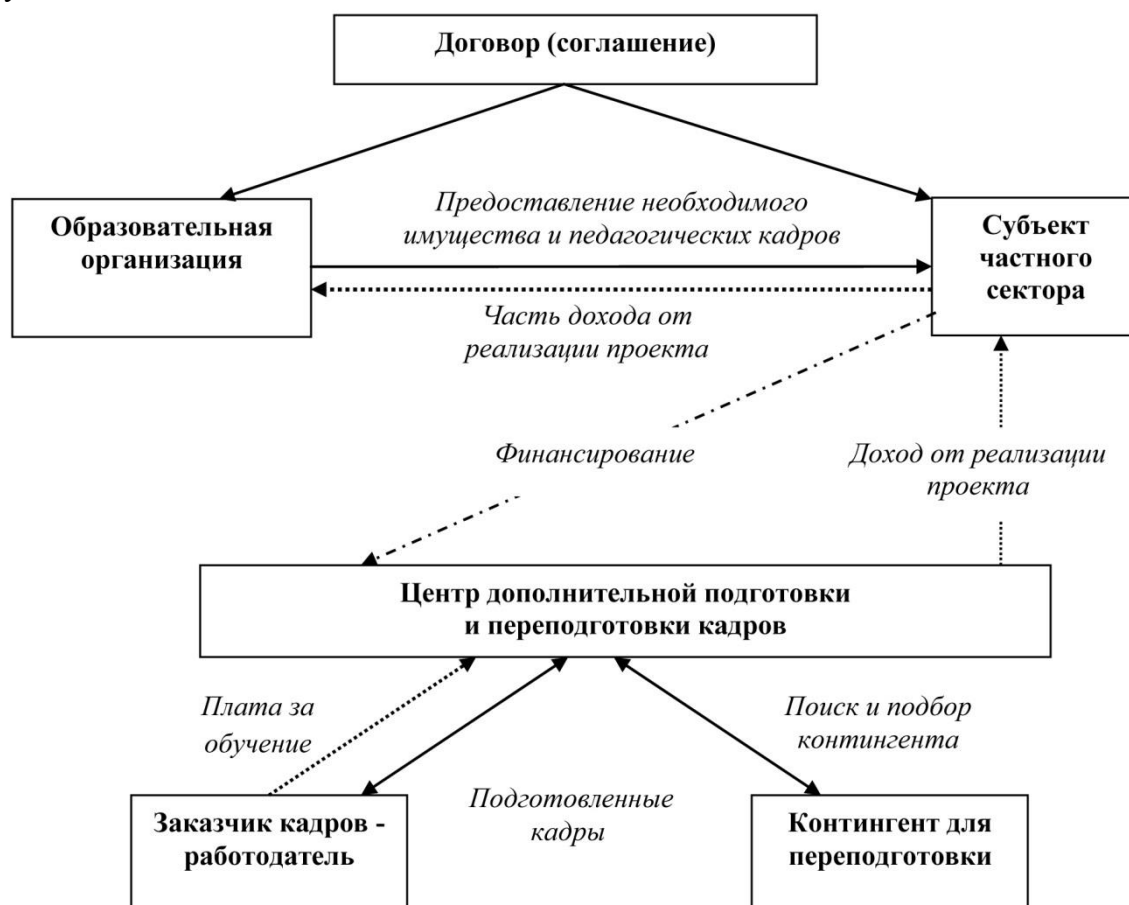 Договор (соглашение)
Образовательная
организация
Предоставление необходимого
имущества и педагогических кадров
Субъект
частного
сектора
Часть дохода от
реализации проекта
Финансирование
Доход от реализации
проекта
Центр дополнительной подготовки
и переподготовки кадров
Плата за
обучение
Поиск и подбор
контингента
Подготовленные
кадры
Заказчик кадров -
работодатель
Контингент для
переподготовки